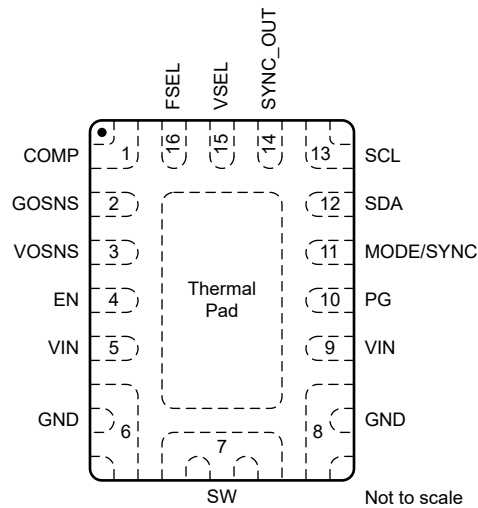 FSEL
VSEL
SYNC_OUT
16
15
14
COMP 1
13 SCL
GOSNS 2
12 SDA
VOSNS 3
11 MODE/SYNC
Thermal
Pad
EN 4
10 PG
VIN 5
9 VIN
GND 6
8 GND
7
SW
Not to scale